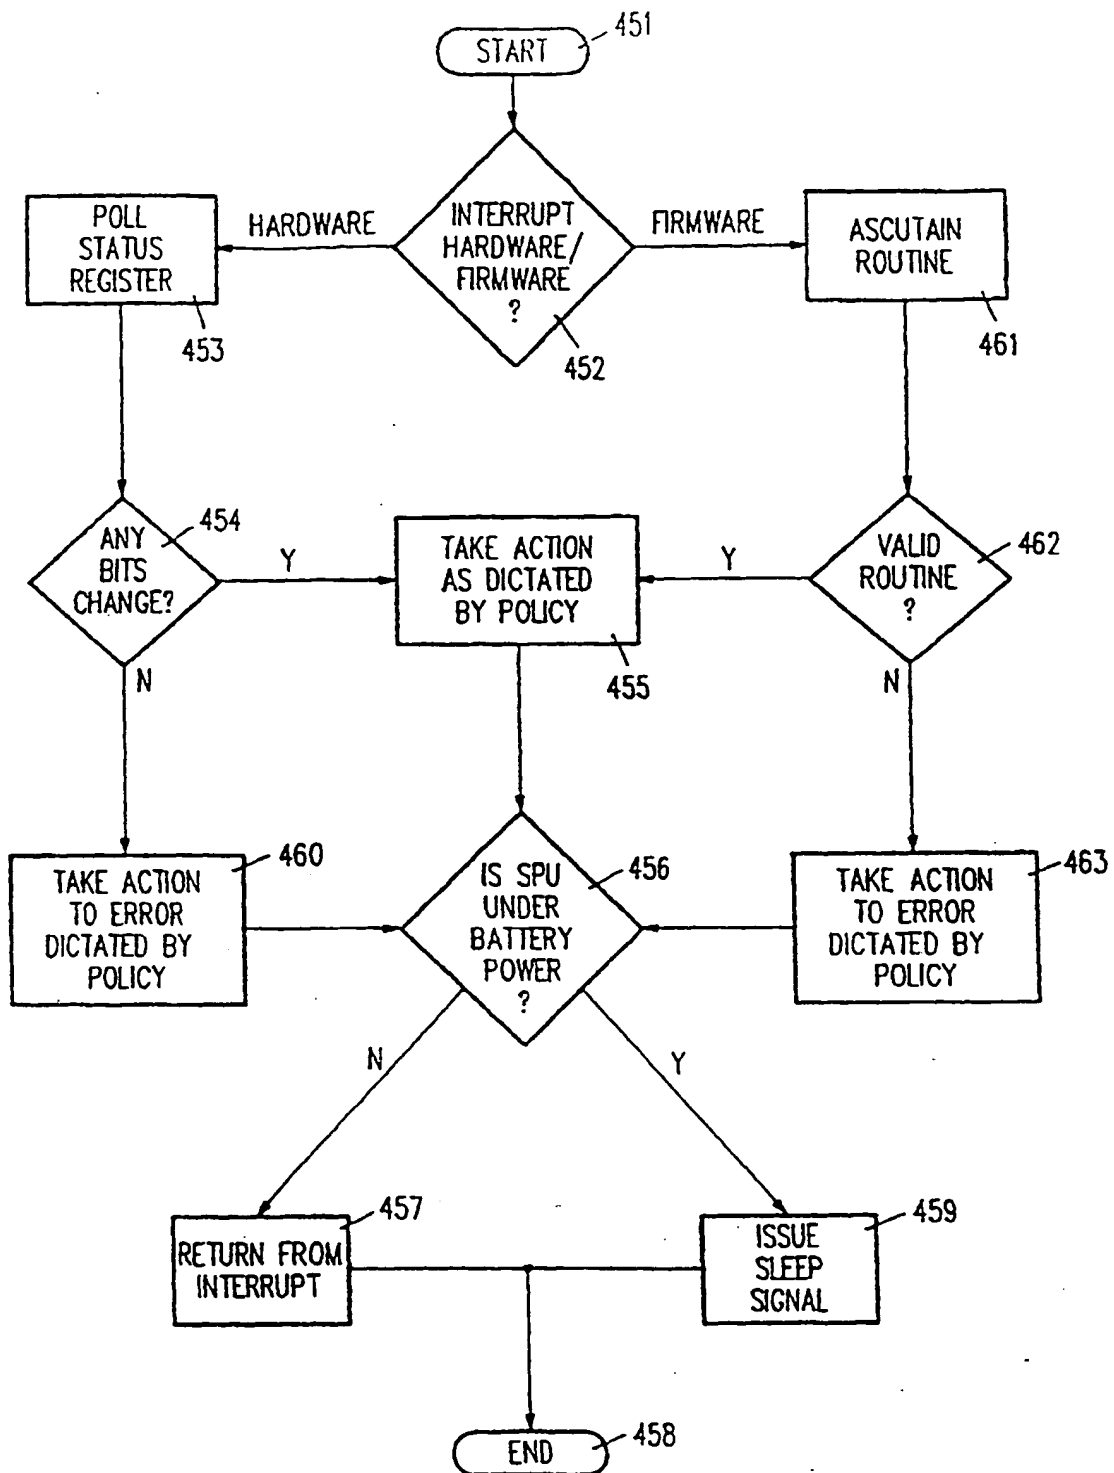 START
451
INTERRUPT
HARDWARE/
FIRMWARE
?
452
HARDWARE
FIRMWARE
POLL
STATUS
REGISTER
453
ASCUTAIN
ROUTINE
461
ANY
BITS
CHANGE?
454
Y
N
TAKE ACTION
AS DICTATED
BY POLICY
455
VALID
ROUTINE
?
462
Y
N
TAKE ACTION
TO ERROR
DICTATED BY
POLICY
460
IS SPU
UNDER
BATTERY
POWER
?
456
TAKE ACTION
TO ERROR
DICTATED BY
POLICY
463
N
Y
RETURN FROM
INTERRUPT
457
ISSUE
SLEEP
SIGNAL
459
END
458